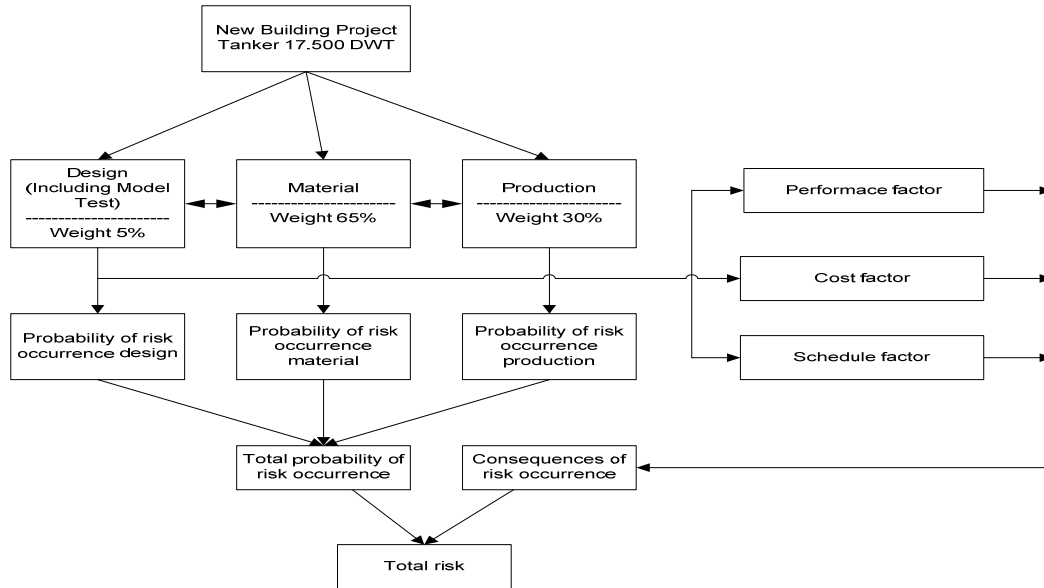 New Building Project
Tanker 17.500 DWT
Design
(Including Model
Test)
----------------------
Weight 5%
Material
----------------------
Weight 65%
Production
----------------------
Weight 30%
Performace factor
Cost factor
Schedule factor
Probability of risk
occurrence design
Probability of risk
occurrence
material
Probability of risk
occurrence
production
Total probability of
risk occurrence
Consequences of
risk occurrence
Total risk